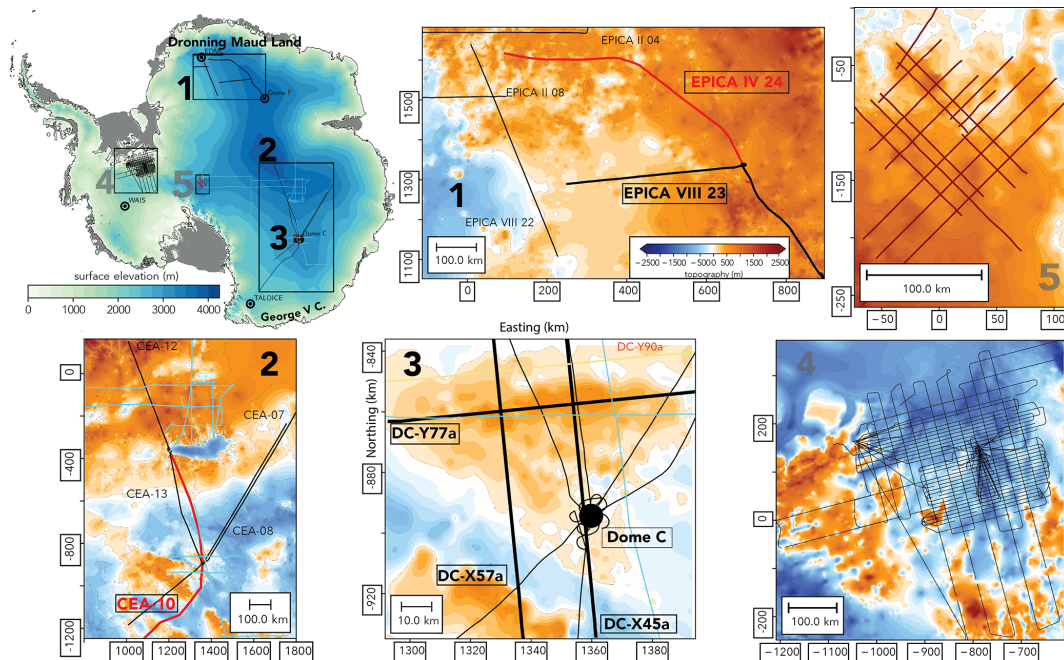 Dronning Maud Land
EDML
1
Dome F
2
4
5
WAIS
3
Dome C
surface elevation (m)
0 1000 2000 3000 4000
TALDICE
George V C.
EPICA II 04
EPICA IV 24
EPICA II 08
EPICA VIII 23
1
EPICA VIII 22
100.0 km
−2500 −5000 5000 2500
topography (m)
1500
1300
1100
0 200 400 600 800
-50
-150
-250
100.0 km
5
−50 0 50 100
CEA-12
2
CEA-07
CEA-13
CEA-08
CEA-10
100.0 km
0
-400
-800
-1200
1000 1200 1400 1600 1800
Easting (km)
Northing (km)
3
DC-Y90a
DC-Y77a
Dome C
DC-X57a
DC-X45a
10.0 km
-840
-880
-920
1300 1320 1340 1360 1380
4
200
0
-200
100.0 km
−1200 −1000 −900 −800 −700